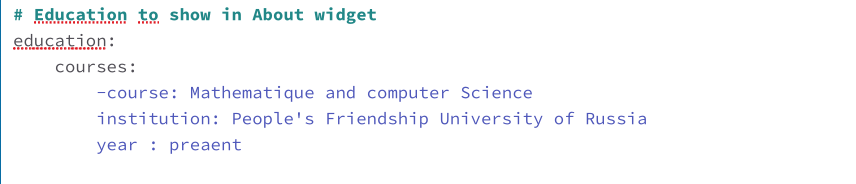 # Education to show in About widget
education:
courses:
-course: Mathematique and computer Science
institution: People's Friendship University of Russia
year : preaent